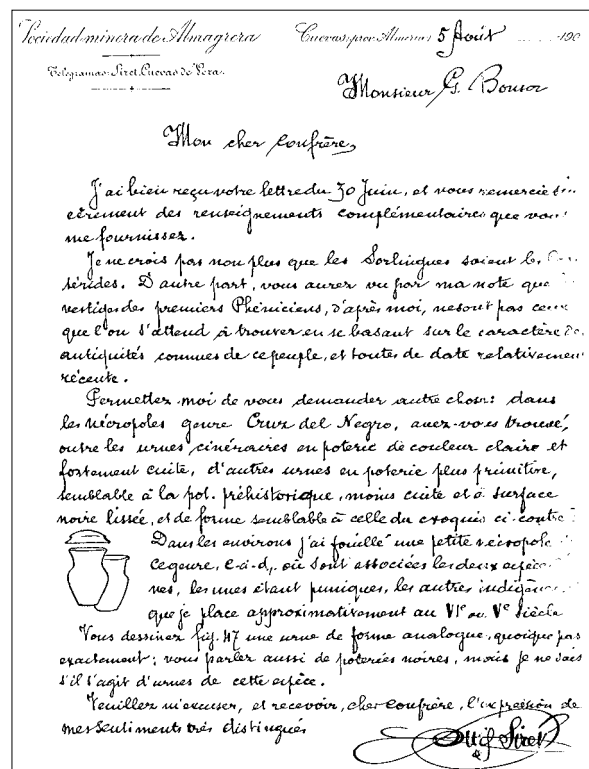 Sociedad minera de Almagrera Cuevas, por Almeria 5 Août 190
Telegramas: Siret, Cuevas de Vera.
Monsieur G. Bonsor
Mon cher confrère,
J'ai bien reçu votre lettre du 30 Juin, et vous remercie sin
cèrement des renseignements complémentaires que vous
me fournissez.
Je ne crois pas non plus que les Sorlingues soient les
sérides. D'autre part, vous aurez vu par ma note que
vestiges des premiers Phéniciens, d'après moi, ne sont pas ceux
que l'on s'attend à trouver en se basant sur le caractère de
antiquités connues de ce peuple, et toutes de date relativement
récente.
Permettez-moi de vous demander autre chose: dans
les nécropoles genre Cruz del Negro, avez-vous trouvé,
outre les urnes cinéraires en poterie de couleur claire et
fortement cuite, d'autres urnes en poterie plus primitive,
semblable à la pot. préhistorique, moins cuite et à surface
noire lissée, et de forme semblable à celle du croquis ci-contre?
Dans les environs j'ai fouillé une petite nécropole
ce genre, c-à-d. où sont associées les deux espèce
nes, les unes étant puniques, les autres indigènes
que je place approximativement au VIe ou Ve siècle
Vous dessinez fig. 47 une urne de forme analogue, quoique pas
exactement; vous parlez aussi de poteries noires, mais je ne sais
s'il s'agit d'urnes de cette espèce.
Veuillez m'excuser, et recevoir, cher confrère, l'expression de
mes sentiments très distingués
Siret